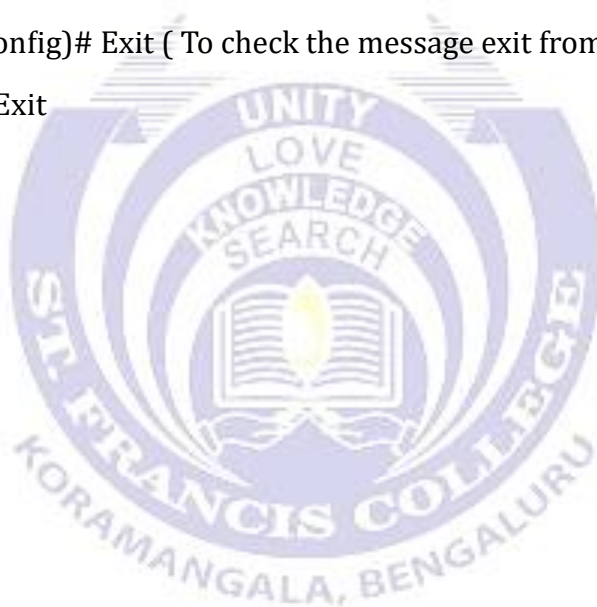 onfig)# Exit ( To check the message exit from
Exit
UNITY
LOVE
KNOWLEDGE
SEARCH
ST. FRANCIS COLLEGE
KORAMANGALA, BENGALURU